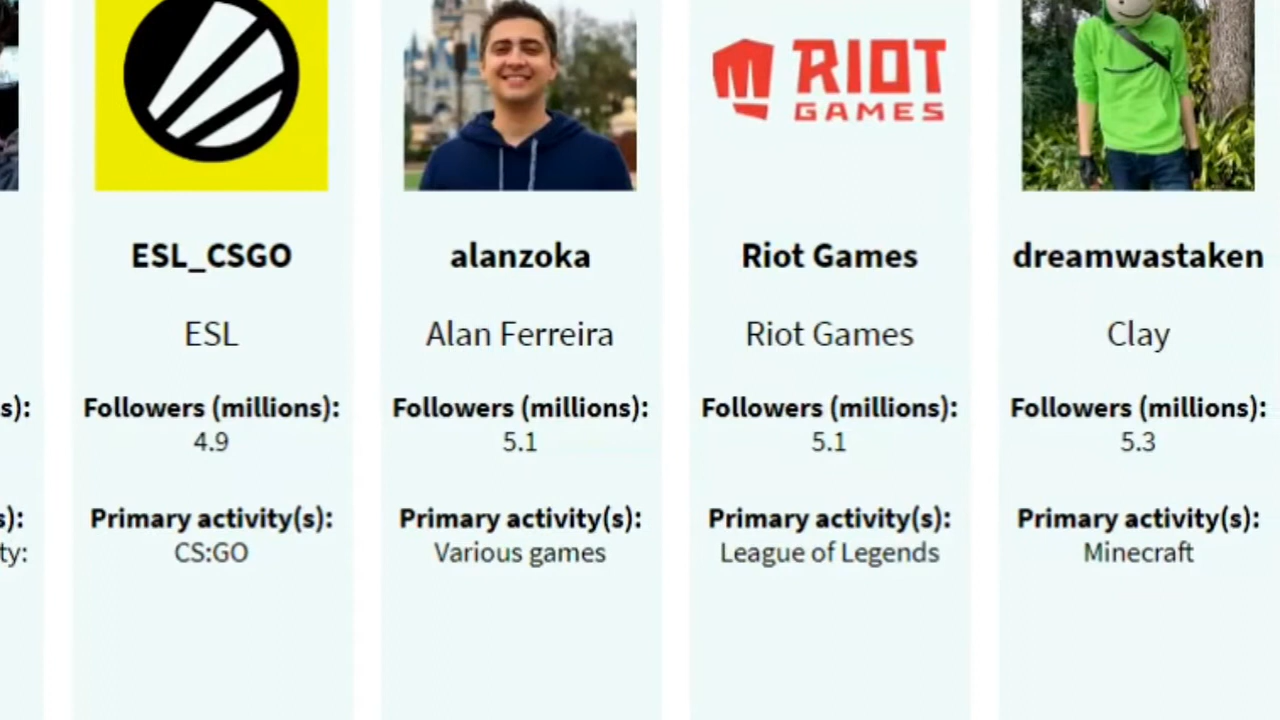 RIOT
GAMES
ESL_CSGO
alanzoka
Riot Games
dreamwastaken
ESL
Alan Ferreira
Riot Games
Clay
s):
Followers (millions):
Followers (millions):
Followers (millions):
Followers (millions):
4.9
5.1
5.1
5.3
s):
Primary activity(s):
Primary activity(s):
Primary activity(s):
Primary activity(s):
ty:
CS:GO
Various games
League of Legends
Minecraft